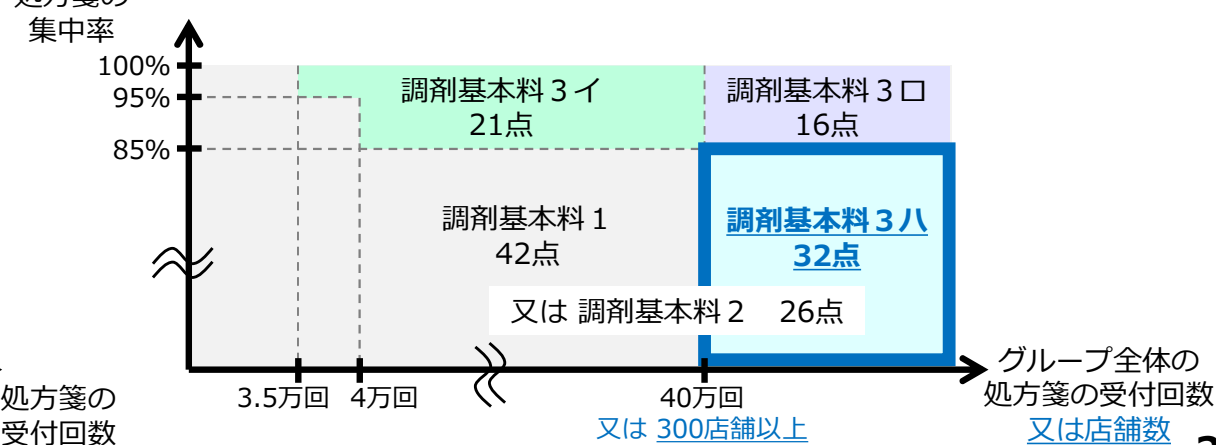 処方箋の
集中率
100%
95%
85%
調剤基本料３イ
21点
調剤基本料３ロ
16点
調剤基本料１
42点
調剤基本料３ハ
32点
又は 調剤基本料２　26点
3.5万回
4万回
40万回
又は 300店舗以上
グループ全体の
処方箋の受付回数
又は店舗数
処方箋の
受付回数